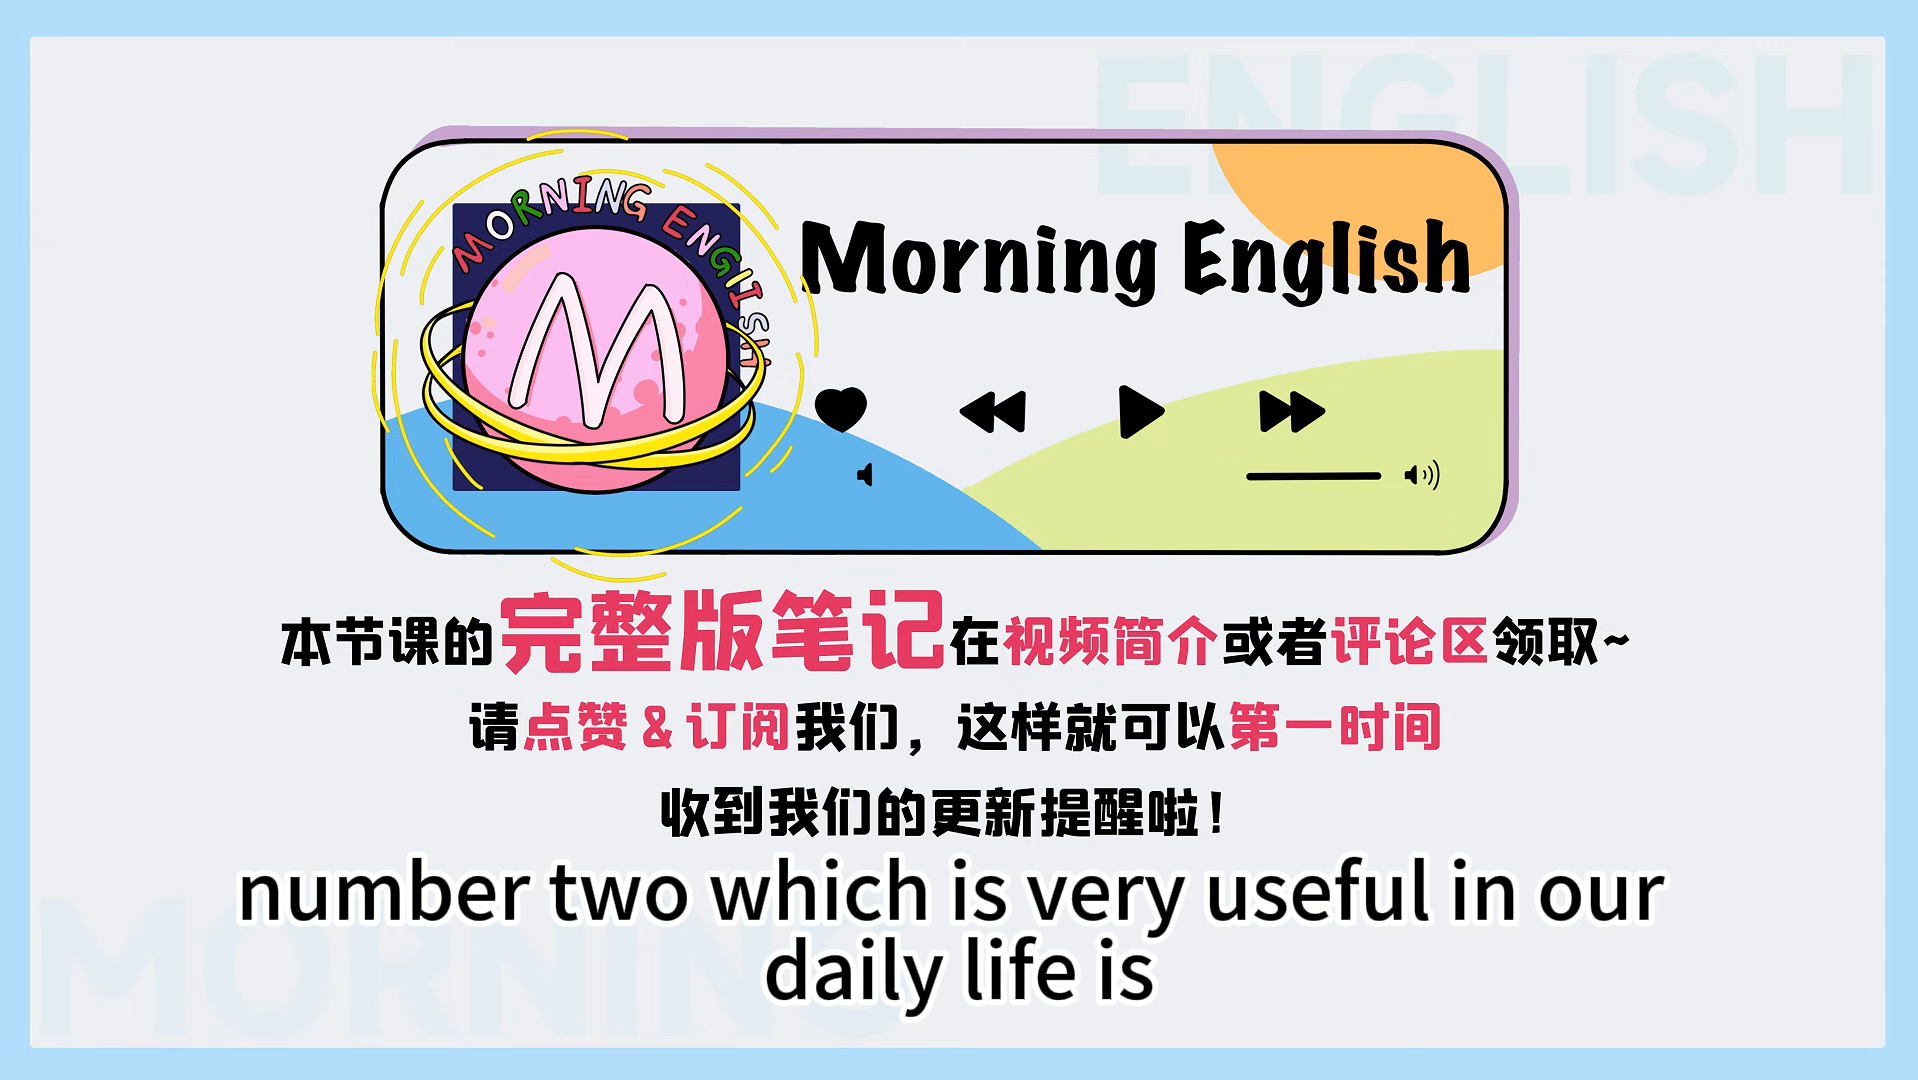 ENGLISH
MORNING ENGLISH
M
Morning English
本节课的完整版笔记在视频简介或者评论区领取~
请点赞&订阅我们，这样就可以第一时间
收到我们的更新提醒啦！
number two which is very useful in our
daily life is
MORNING